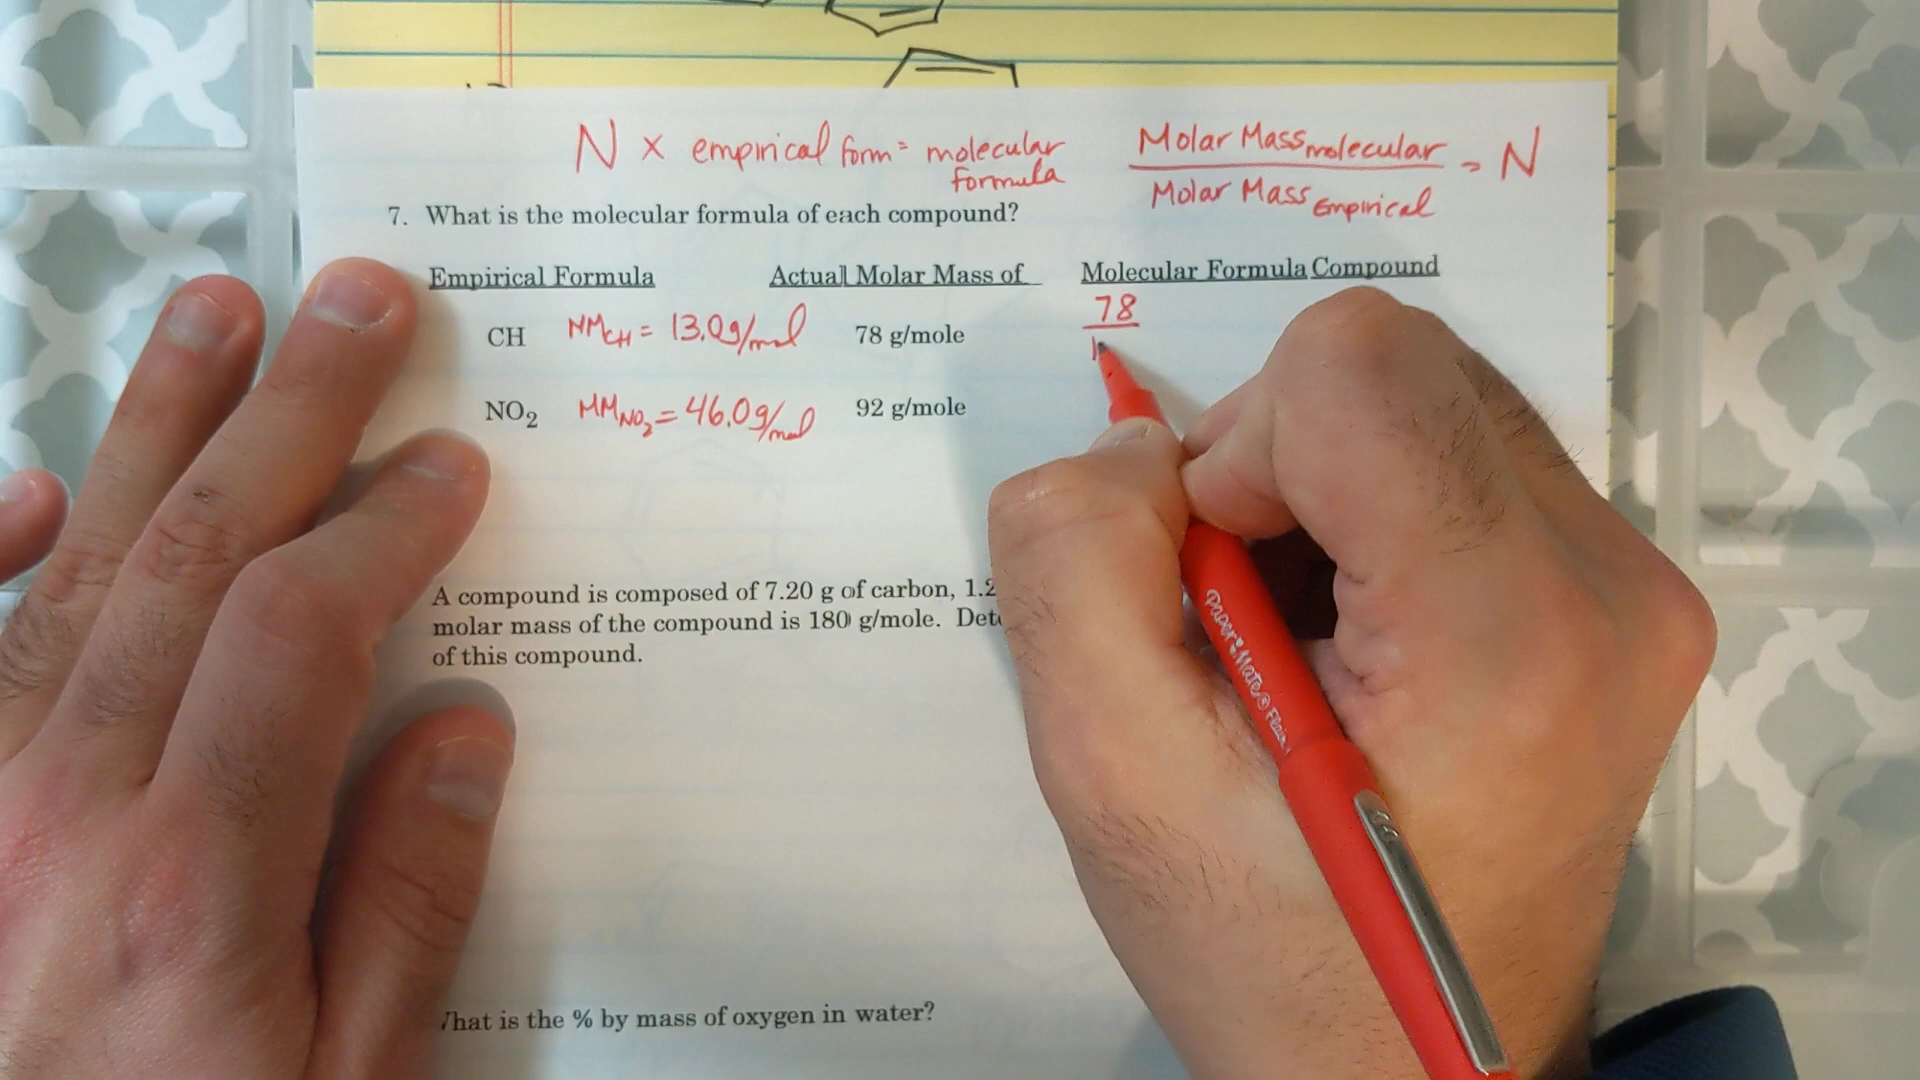 N x empirical form = molecular formula
Molar Mass molecular / Molar Mass Empirical = N
7. What is the molecular formula of each compound?
Empirical Formula Actual Molar Mass of Molecular Formula Compound
CH MM CH = 13.0g/mol 78 g/mole 78
NO2 MM NO2 = 46.0g/mol 92 g/mole
A compound is composed of 7.20 g of carbon, 1.2
molar mass of the compound is 180 g/mole. Det
of this compound.
hat is the % by mass of oxygen in water?
Paper Mate Flair